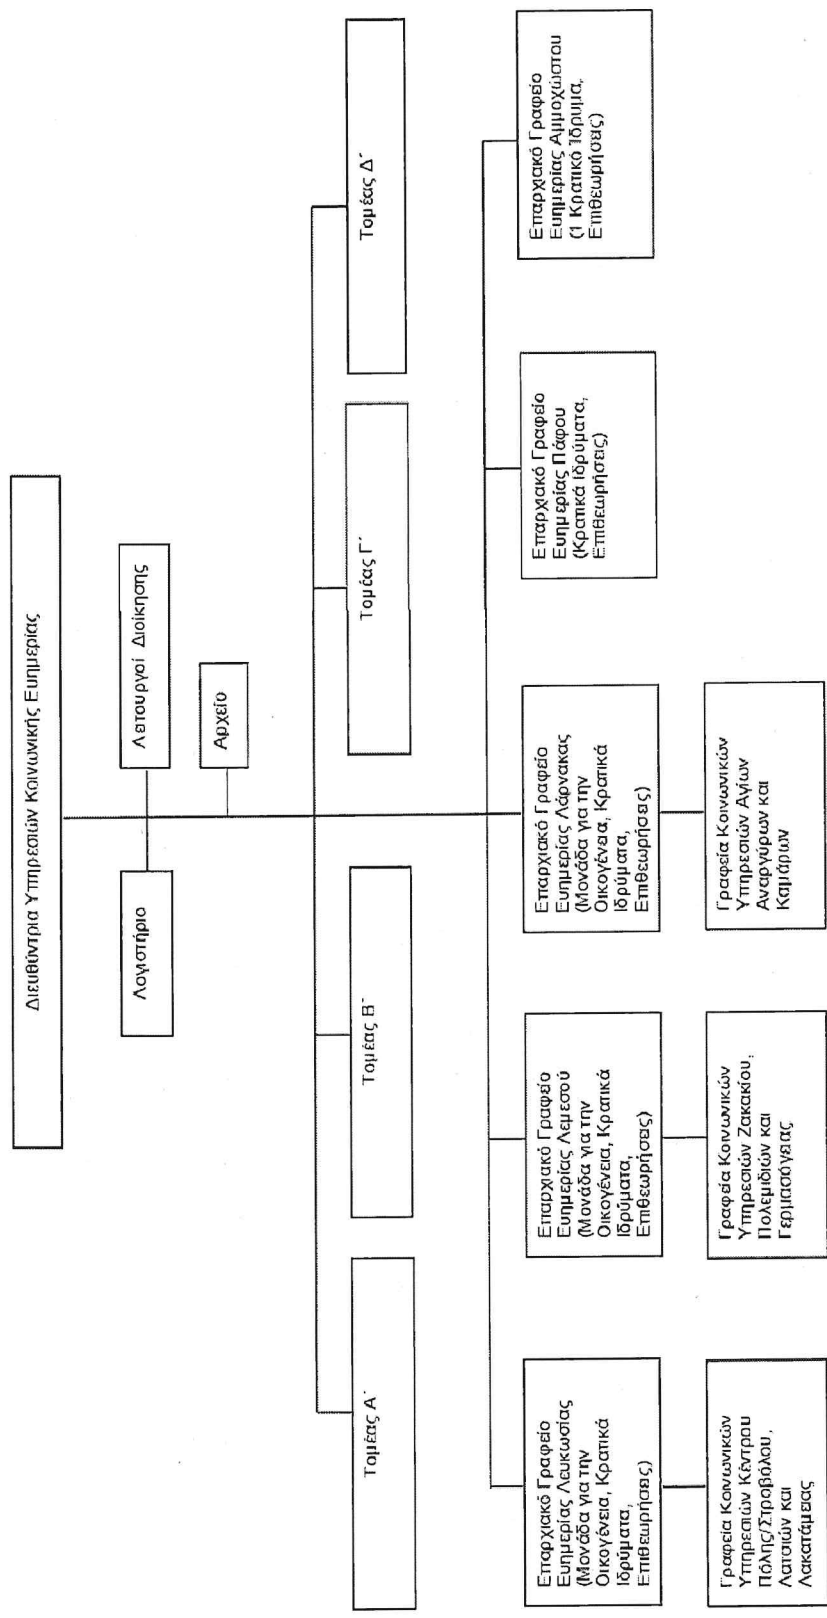 Διευθύντρια Υπηρεσιών Κοινωνικής Ευημερίας
Λογιστήριο
Λειτουργοί Διοίκησης
Αρχείο
Τομέας Α΄
Τομέας Β΄
Τομέας Γ΄
Τομέας Δ΄
Επαρχιακό Γραφείο
Ευημερίας Λευκωσίας
(Μονάδα για την
Οικογένεια, Κρατικά
Ιδρύματα,
Επιθεωρήσεις)
Επαρχιακό Γραφείο
Ευημερίας Λεμεσού
(Μονάδα για την
Οικογένεια, Κρατικά
Ιδρύματα,
Επιθεωρήσεις)
Επαρχιακό Γραφείο
Ευημερίας Λάρνακας
(Μονάδα για την
Οικογένεια, Κρατικά
Ιδρύματα,
Επιθεωρήσεις)
Επαρχιακό Γραφείο
Ευημερίας Πάφου
(Κρατικά Ιδρύματα,
Επιθεωρήσεις)
Επαρχιακό Γραφείο
Ευημερίας Αμμοχώστου
(1 Κρατικό Ίδρυμα,
Επιθεωρήσεις)
Γραφεία Κοινωνικών
Υπηρεσιών Κέντρου
Πόλης/Στροβόλου,
Λατσιών και
Λακατάμειας
Γραφεία Κοινωνικών
Υπηρεσιών Ζακακίου,
Πολεμιδιών και
Γερμασόγειας
Γραφεία Κοινωνικών
Υπηρεσιών Αγίων
Αναργύρων και
Καμάρων